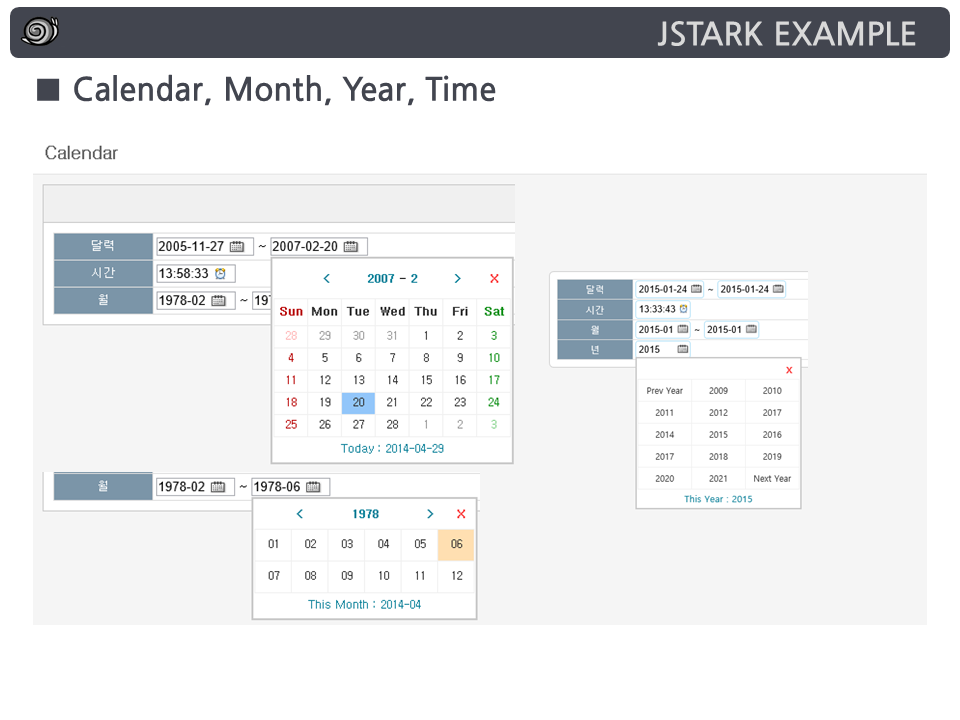 JSTARK EXAMPLE
■ Calendar, Month, Year, Time
Calendar
달력 2005-11-27 ~ 2007-02-20
시간 13:58:33
월 1978-02 ~ 197
< 2007 - 2 > X
Sun Mon Tue Wed Thu Fri Sat
28 29 30 31 1 2 3
4 5 6 7 8 9 10
11 12 13 14 15 16 17
18 19 20 21 22 23 24
25 26 27 28 1 2 3
Today : 2014-04-29
월 1978-02 ~ 1978-06
< 1978 > X
01 02 03 04 05 06
07 08 09 10 11 12
This Month : 2014-04
달력 2015-01-24 ~ 2015-01-24
시간 13:33:43
월 2015-01 ~ 2015-01
년 2015
x
Prev Year 2009 2010
2011 2012 2017
2014 2015 2016
2017 2018 2019
2020 2021 Next Year
This Year : 2015